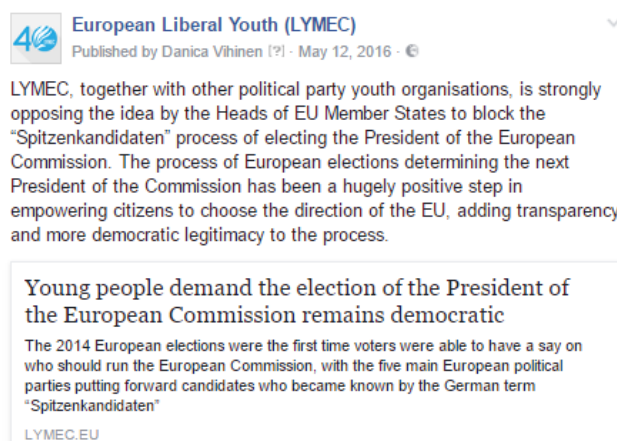 40
European Liberal Youth (LYMEC)
Published by Danica Vihinen [?] · May 12, 2016 ·
LYMEC, together with other political party youth organisations, is strongly
opposing the idea by the Heads of EU Member States to block the
“Spitzenkandidaten” process of electing the President of the European
Commission. The process of European elections determining the next
President of the Commission has been a hugely positive step in
empowering citizens to choose the direction of the EU, adding transparency
and more democratic legitimacy to the process.
Young people demand the election of the President of
the European Commission remains democratic
The 2014 European elections were the first time voters were able to have a say on
who should run the European Commission, with the five main European political
parties putting forward candidates who became known by the German term
“Spitzenkandidaten”
LYMEC.EU